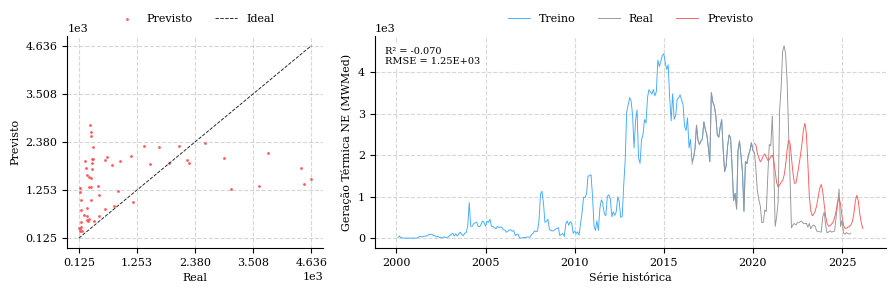 Previsto
Ideal
1e3
4.636
3.508
2.380
1.253
0.125
Previsto
0.125
1.253
2.380
3.508
4.636
1e3
Real
Treino
Real
Previsto
1e3
R² = -0.070
RMSE = 1.25E+03
4
3
2
1
0
Geração Térmica NE (MWMed)
2000
2005
2010
2015
2020
2025
Série histórica